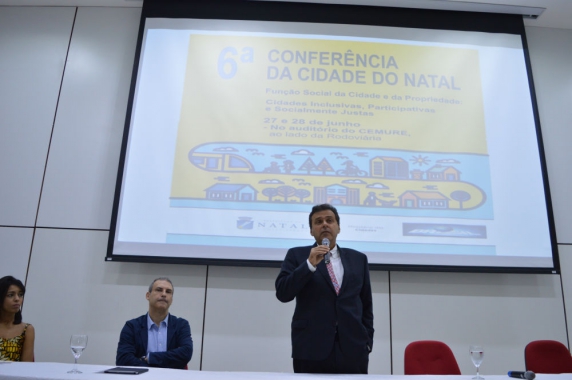 6ª CONFERÊNCIA
DA CIDADE DO NATAL
Função Social da Cidade e da Propriedade
Cidades Inclusivas, Participativas
e Socialmente Justas
27 e 28 de junho
- No auditório do CEMURE,
ao lado da Rodoviária
NATAL